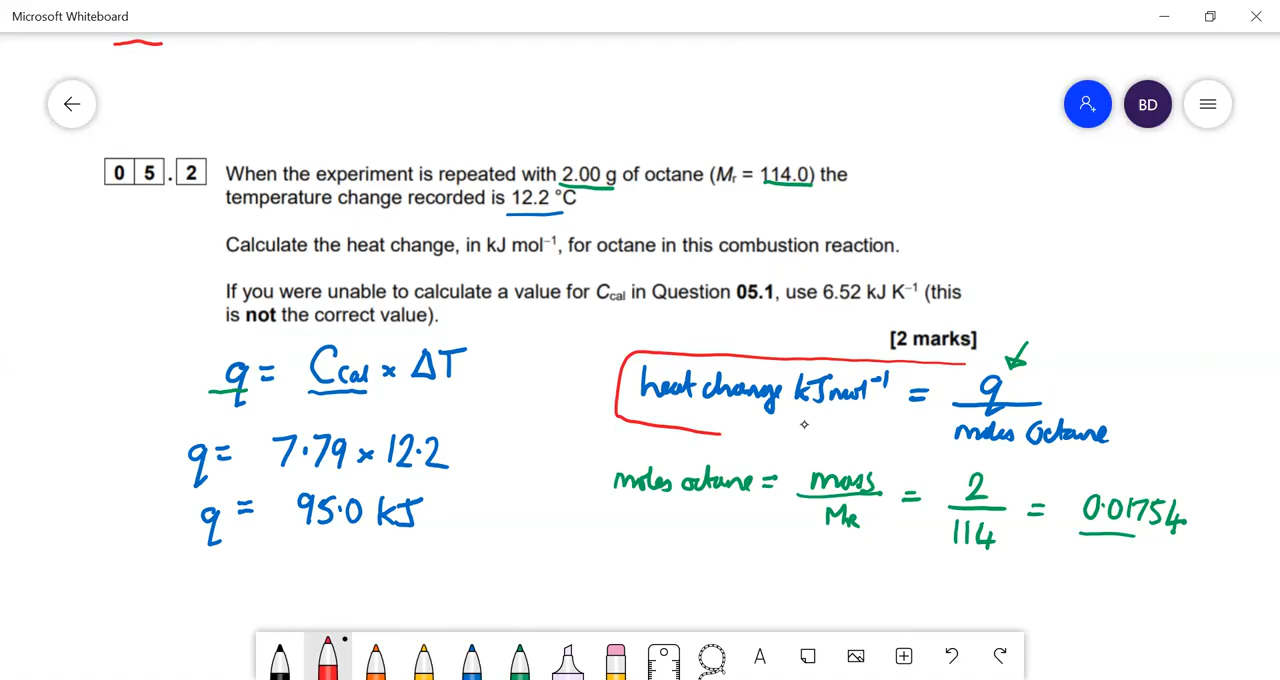 Microsoft Whiteboard
BD
0 5 . 2 When the experiment is repeated with 2.00 g of octane (Mr = 114.0) the
temperature change recorded is 12.2 °C
Calculate the heat change, in kJ mol⁻¹, for octane in this combustion reaction.
If you were unable to calculate a value for Ccal in Question 05.1, use 6.52 kJ K⁻¹ (this
is not the correct value).
[2 marks]
q = Ccal × ΔT
heat change kJmol⁻¹ = q / moles octane
q = 7.79 × 12.2
moles octane = mass / MR = 2 / 114 = 0.01754
q = 95.0 kJ
A